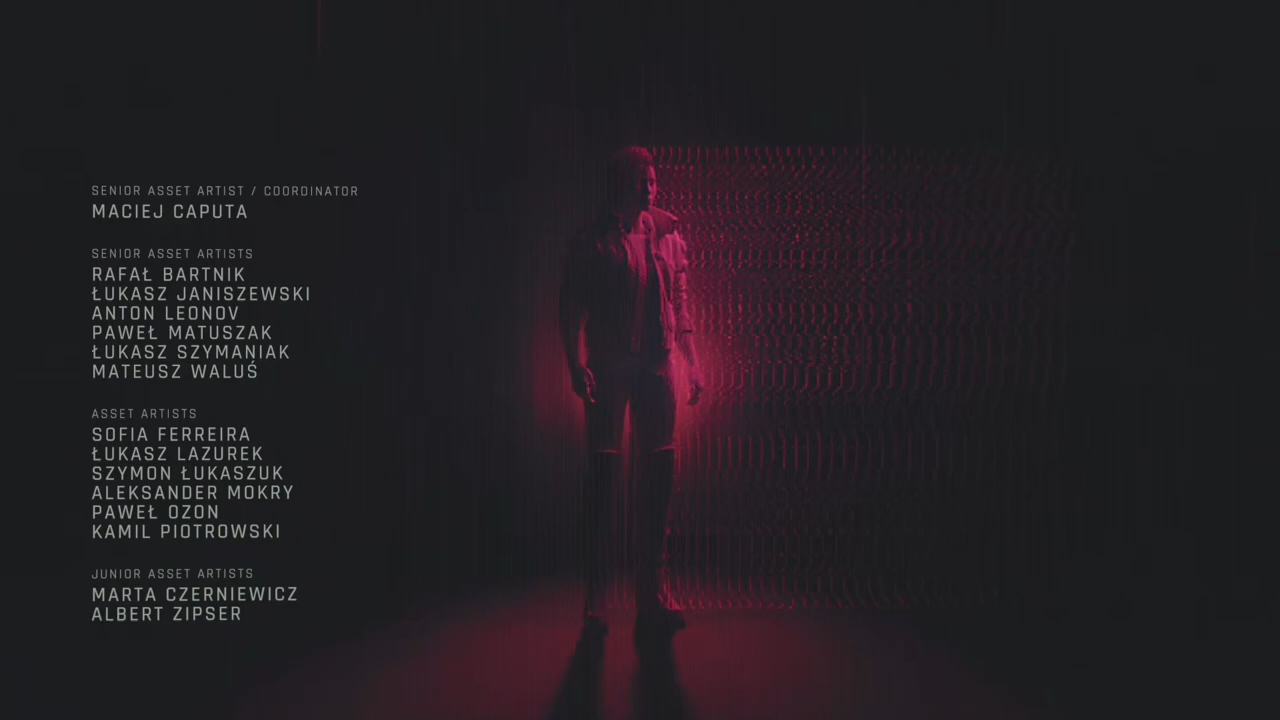 SENIOR ASSET ARTIST / COORDINATOR
MACIEJ CAPUTA
SENIOR ASSET ARTISTS
RAFAŁ BARTNIK
ŁUKASZ JANISZEWSKI
ANTON LEONOV
PAWEŁ MATUSZAK
ŁUKASZ SZYMANIAK
MATEUSZ WALUŚ
ASSET ARTISTS
SOFIA FERREIRA
ŁUKASZ LAZUREK
SZYMON ŁUKASZUK
ALEKSANDER MOKRY
PAWEŁ OZON
KAMIL PIOTROWSKI
JUNIOR ASSET ARTISTS
MARTA CZERNIEWICZ
ALBERT ZIPSER